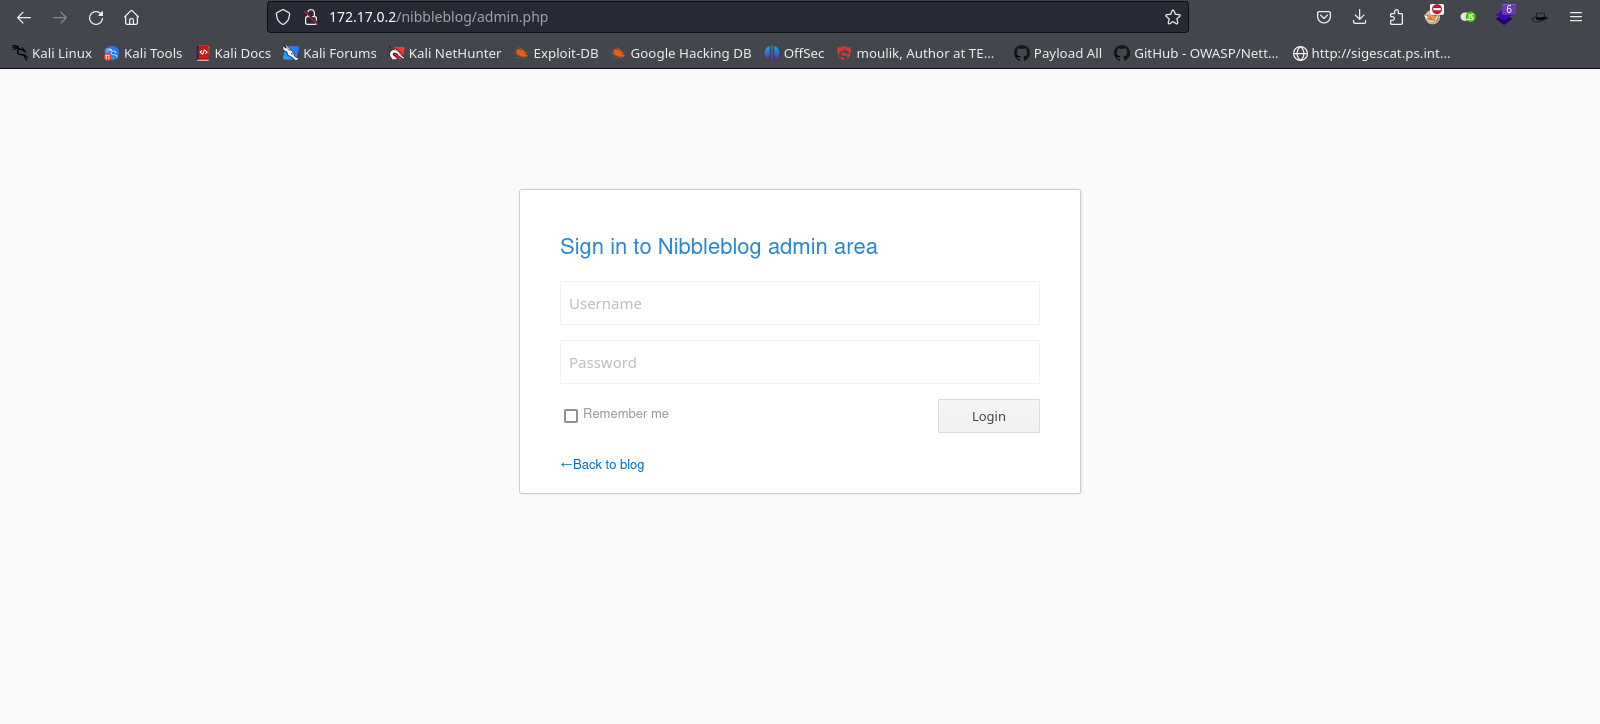 172.17.0.2/nibbleblog/admin.php
6
Kali Linux Kali Tools Kali Docs Kali Forums Kali NetHunter Exploit-DB Google Hacking DB OffSec moulik, Author at TE... Payload All GitHub - OWASP/Nett... http://sigescat.ps.int...
Sign in to Nibbleblog admin area
Username
Password
Remember me
Login
←Back to blog